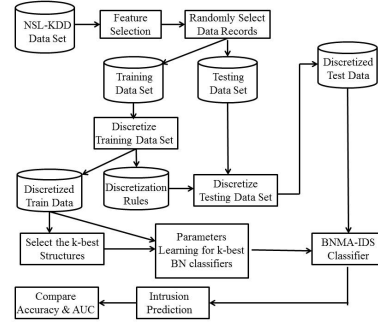 NSL-KDD
Data Set
Feature
Selection
Randomly Select
Data Records
Training
Data Set
Testing
Data Set
Discretized
Test Data
Discretize
Training Data Set
Discretized
Train Data
Discretization
Rules
Discretize
Testing Data Set
Select the k-best
Structures
Parameters
Learning for k-best
BN classifiers
BNMA-IDS
Classifier
Compare
Accuracy & AUC
Intrusion
Prediction